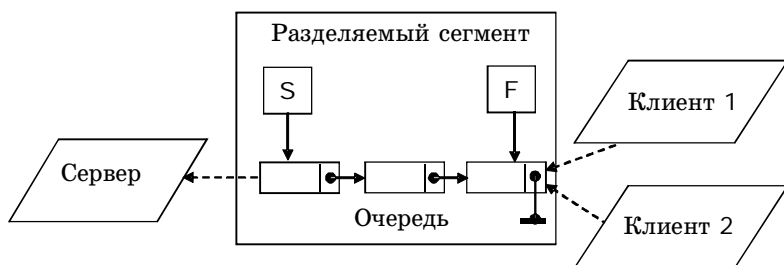 Разделяемый сегмент
S
F
Клиент 1
Сервер
Очередь
Клиент 2